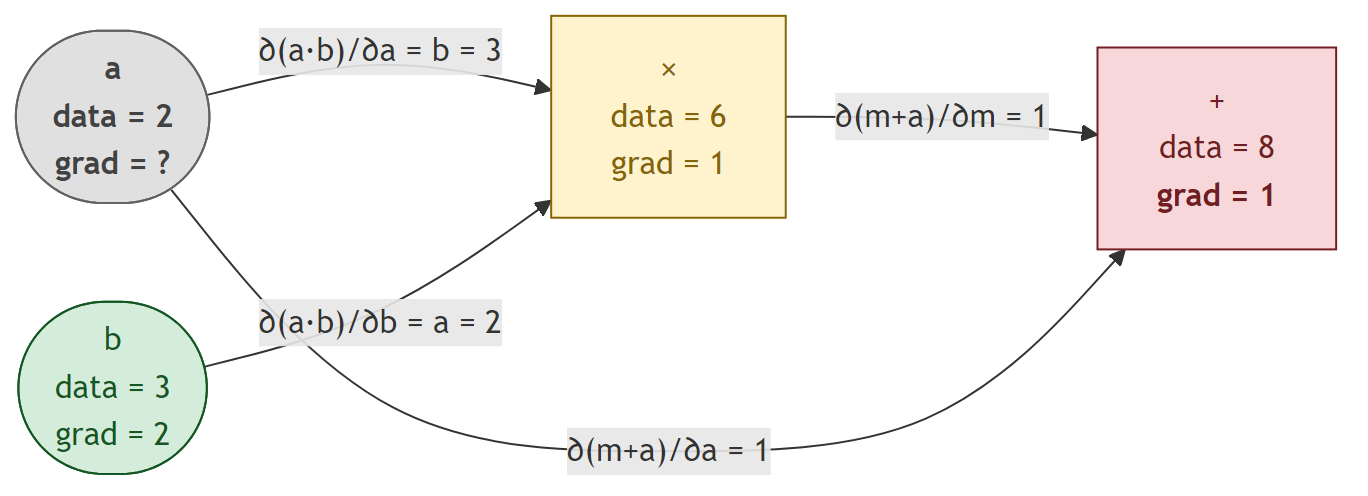 a
data = 2
grad = ?
∂(a·b)/∂a = b = 3
×
data = 6
grad = 1
∂(m+a)/∂m = 1
+
data = 8
grad = 1
b
data = 3
grad = 2
∂(a·b)/∂b = a = 2
∂(m+a)/∂a = 1